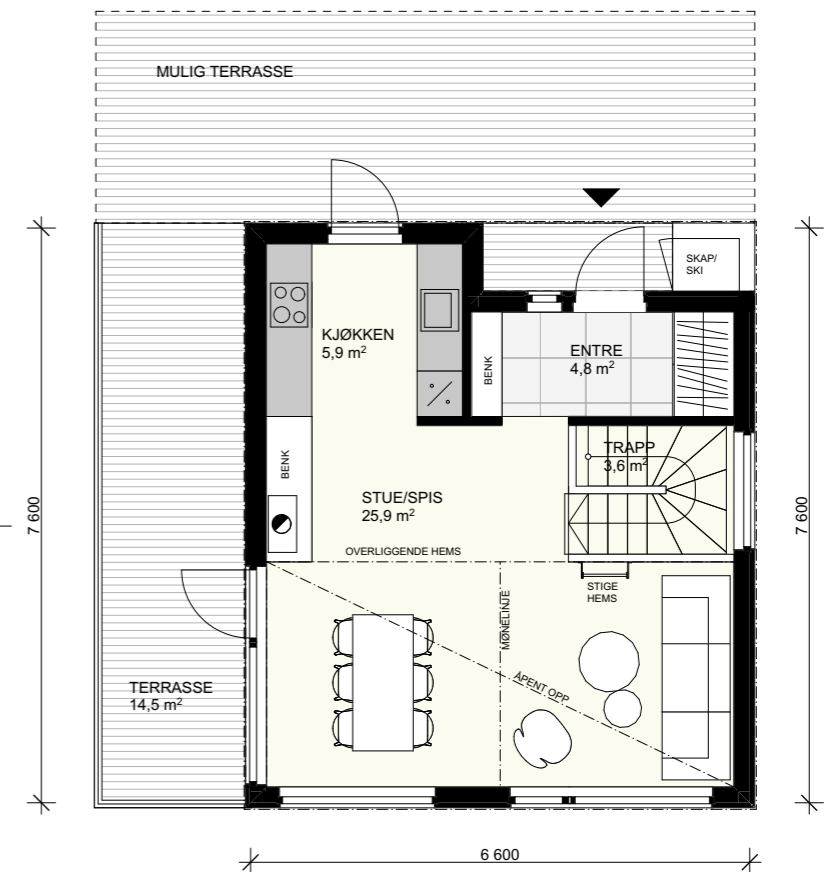 MULIG TERRASSE
SKAP/
SKI
KJØKKEN
5,9 m²
BENK
ENTRE
4,8 m²
BENK
TRAPP
3,6 m²
STUE/SPIS
25,9 m²
7 600
7 600
OVERLIGGENDE HEMS
STIGE
HEMS
MØNELINJE
ÅPENT OPP
TERRASSE
14,5 m²
6 600